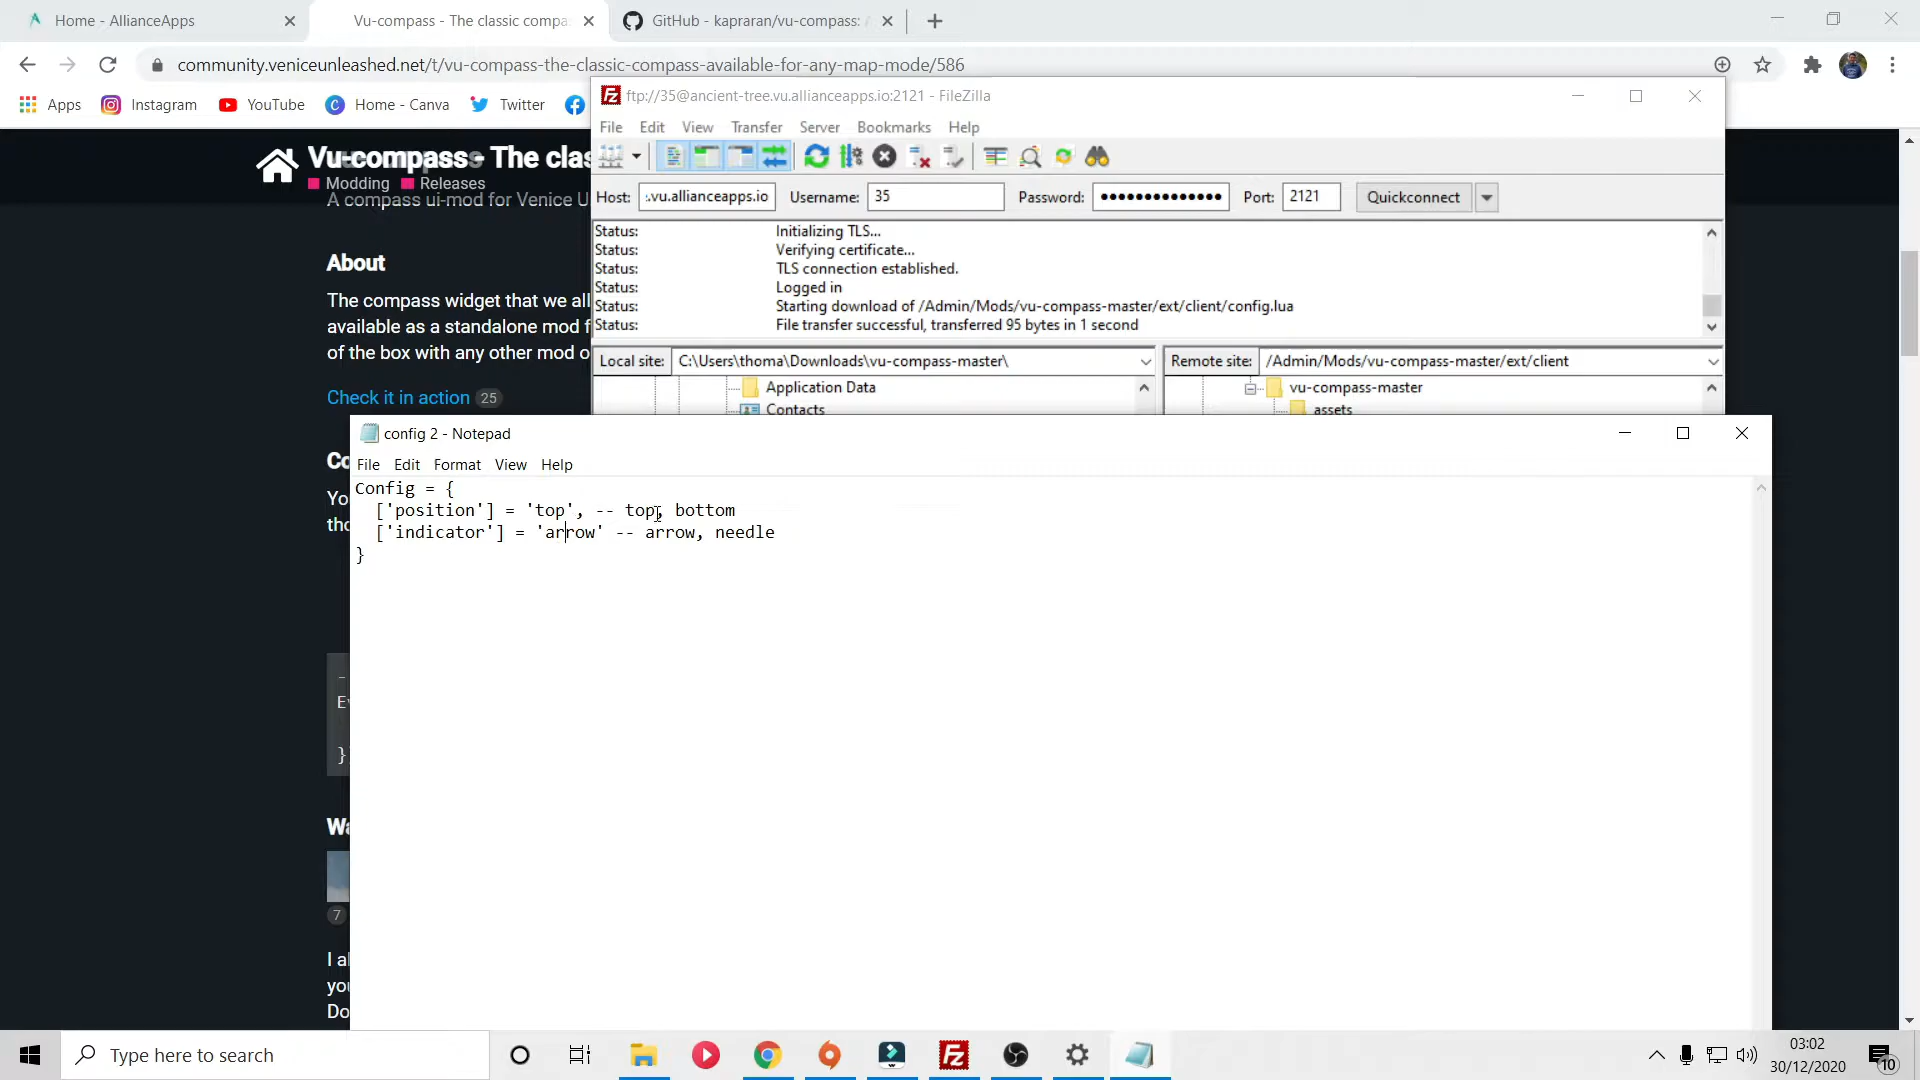 Home - AllianceApps
Vu-compass - The classic compa
GitHub - kapraran/vu-compass: 
community.veniceunleashed.net/t/vu-compass-the-classic-compass-available-for-any-map-mode/586
Apps
Instagram
YouTube
Home - Canva
Twitter
ftp://35@ancient-tree.vu.allianceapps.io:2121 - FileZilla
File Edit View Transfer Server Bookmarks Help
Vu-compass - The clas
Modding Releases
A compass ui-mod for Venice U
Host: .vu.allianceapps.io Username: 35 Password: ●●●●●●●●●●●●●● Port: 2121 Quickconnect
Status: Initializing TLS...
Status: Verifying certificate...
Status: TLS connection established.
Status: Logged in
Status: Starting download of /Admin/Mods/vu-compass-master/ext/client/config.lua
Status: File transfer successful, transferred 95 bytes in 1 second
About
The compass widget that we all
available as a standalone mod f
of the box with any other mod o
Check it in action 25
Local site: C:\Users\thoma\Downloads\vu-compass-master\
Remote site: /Admin/Mods/vu-compass-master/ext/client
Application Data
Contacts
vu-compass-master
assets
config 2 - Notepad
File Edit Format View Help
Config = {
['position'] = 'top', -- top, bottom
['indicator'] = 'arrow' -- arrow, needle
}
Co
Yo
tho
E
}
Wa
7
I al
you
Do
Type here to search
03:02
30/12/2020
10